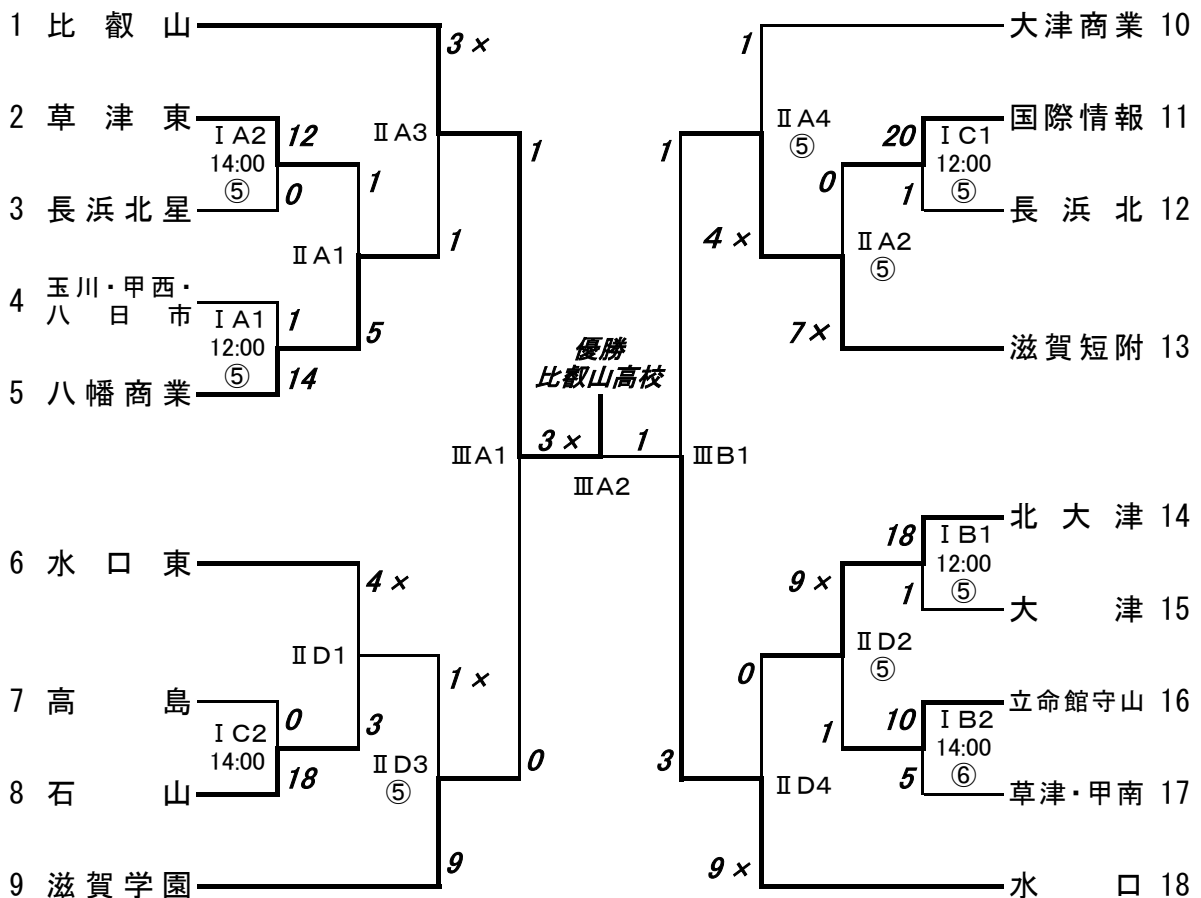 1 比叡山
3 ×
2 草津東
ⅠA2
14:00
⑤
12
0
3 長浜北星
ⅡA3
1
1
1
ⅡA1
4 玉川・甲西・
八日市
ⅠA1
12:00
⑤
1
14
5
5 八幡商業
6 水口東
4 ×
ⅡD1
1 ×
7 高島
ⅠC2
14:00
0
18
3
8 石山
ⅡD3
⑤
0
9
9 滋賀学園
ⅢA1
優勝
比叡山高校
3 ×
1
ⅢA2
ⅢB1
大津商業 10
1
ⅡA4
⑤
国際情報 11
20
ⅠC1
12:00
⑤
1
長浜北 12
1
0
4 ×
ⅡA2
⑤
7×
滋賀短附 13
北大津 14
18
ⅠB1
12:00
⑤
1
大津 15
9 ×
ⅡD2
⑤
0
立命館守山 16
10
ⅠB2
14:00
⑥
5
1
草津・甲南 17
3
ⅡD4
9 ×
水口 18